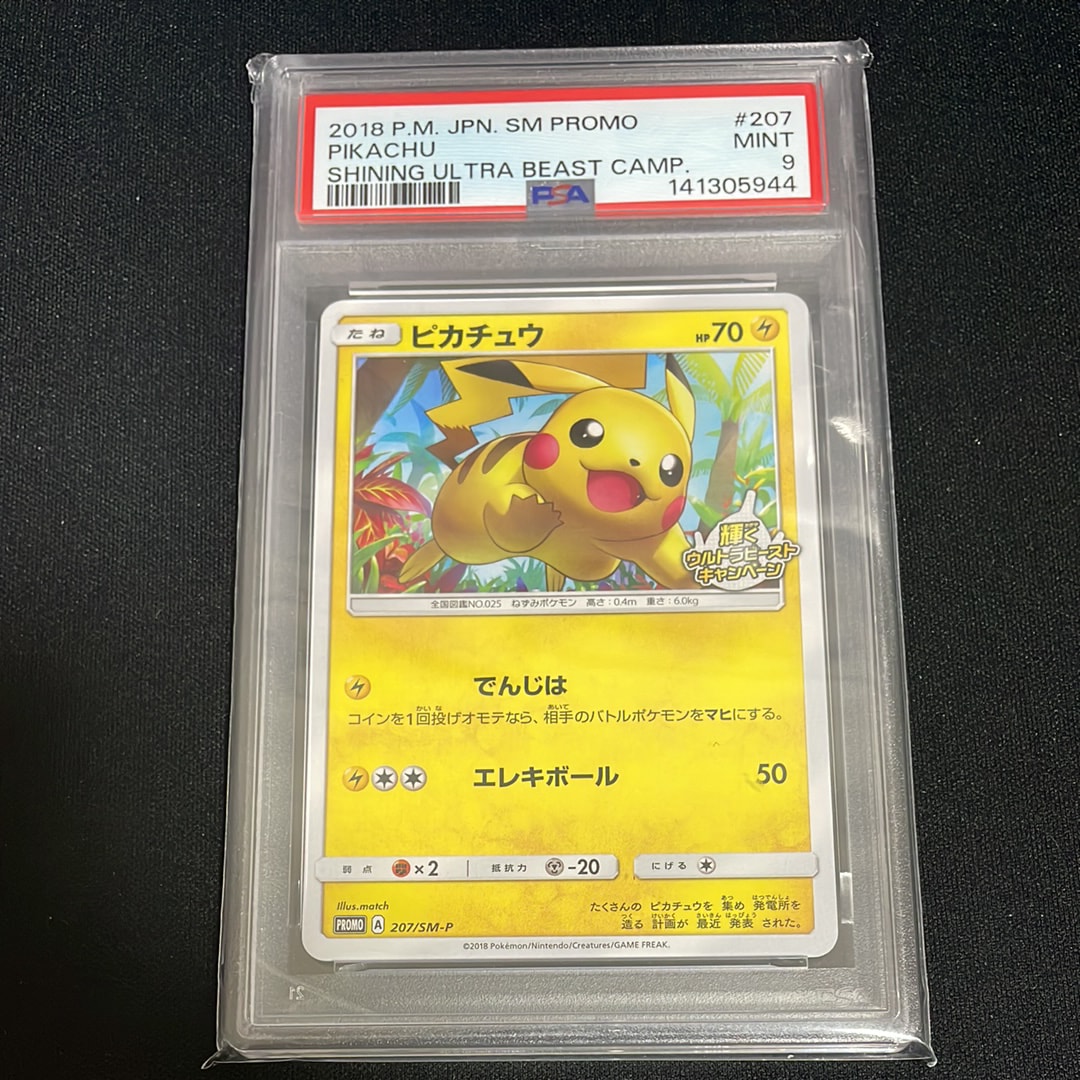 2018 P.M. JPN. SM PROMO #207
PIKACHU MINT
SHINING ULTRA BEAST CAMP. 9
PSA 141305944
たね ピカチュウ HP70
輝く
ウルトラビースト
キャンペーン
全国図鑑NO.025 ねずみポケモン 高さ:0.4m 重さ:6.0kg
でんじは
コインを1回投げオモテなら、相手のバトルポケモンをマヒにする。
エレキボール 50
弱点 ×2 抵抗力 -20 にげる
Illus.match
たくさんの ピカチュウを 集め 発電所を
造る 計画が 最近 発表 された。
PROMO A 207/SM-P
©2018 Pokémon/Nintendo/Creatures/GAME FREAK.